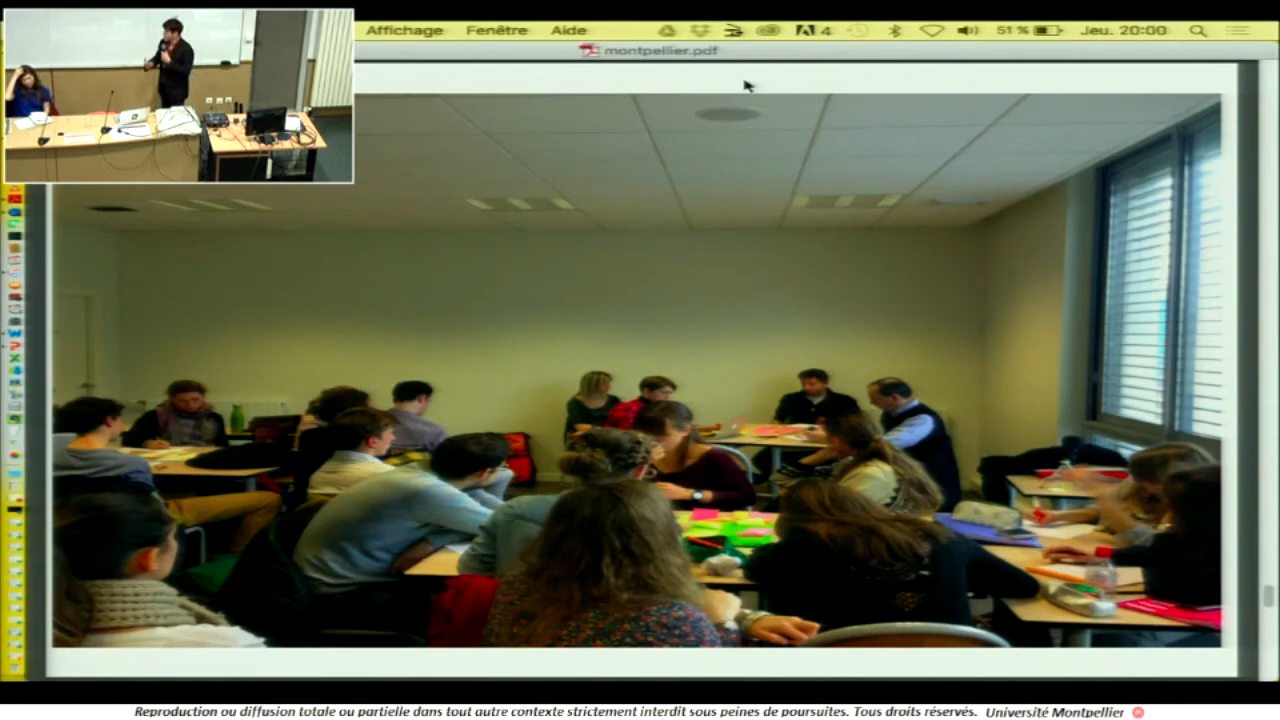 Affichage Fenêtre Aide 4 51 % Jeu. 20:00
montpellier.pdf
Reproduction ou diffusion totale ou partielle dans tout autre contexte strictement interdit sous peines de poursuites. Tous droits réservés. Université Montpellier